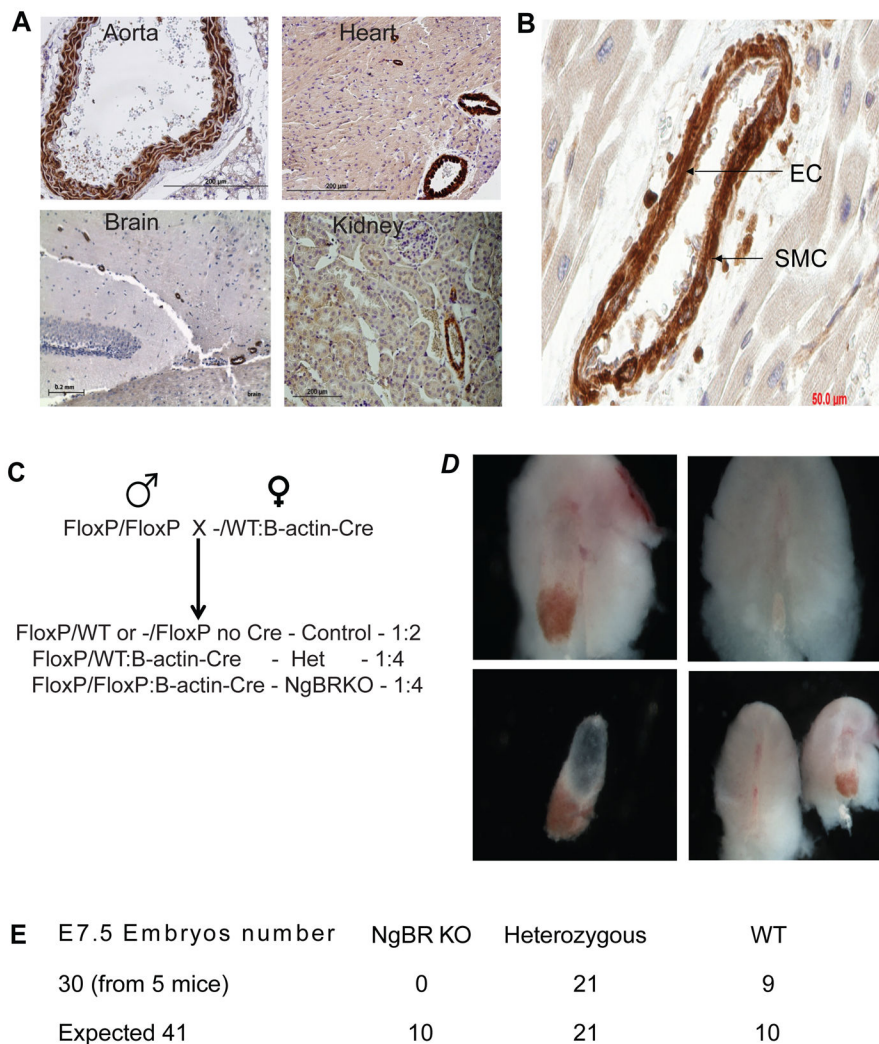 A
Aorta
Heart
200 µm
200 µm
Brain
Kidney
0.2 mm
brain
200 µm
B
EC
SMC
50.0 µm
C
♂ ♀
FloxP/FloxP X -/WT:B-actin-Cre
FloxP/WT or -/FloxP no Cre - Control - 1:2
FloxP/WT:B-actin-Cre - Het - 1:4
FloxP/FloxP:B-actin-Cre - NgBRKO - 1:4
D
E E7.5 Embryos number NgBR KO Heterozygous WT
30 (from 5 mice) 0 21 9
Expected 41 10 21 10